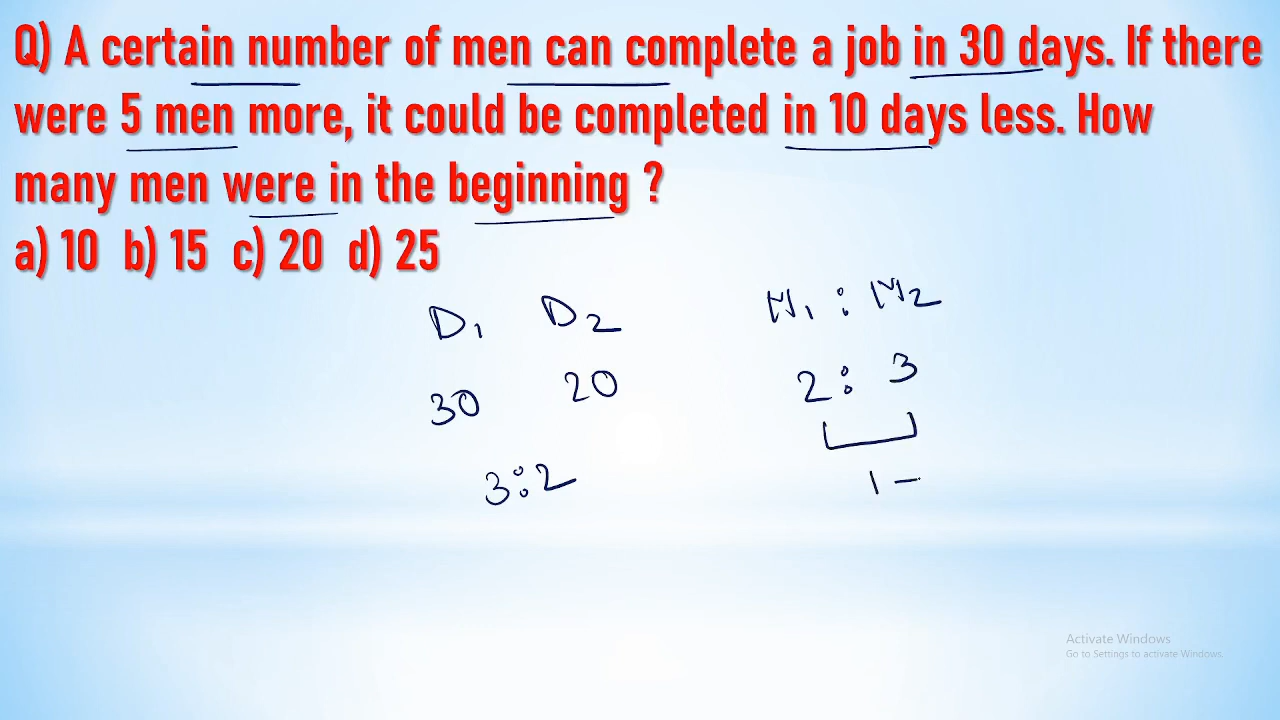 Q) A certain number of men can complete a job in 30 days. If there
were 5 men more, it could be completed in 10 days less. How
many men were in the beginning ?
a) 10 b) 15 c) 20 d) 25
D₁ D₂ M₁ : M₂
30 20 2 : 3
3:2 1 –
Activate Windows
Go to Settings to activate Windows.